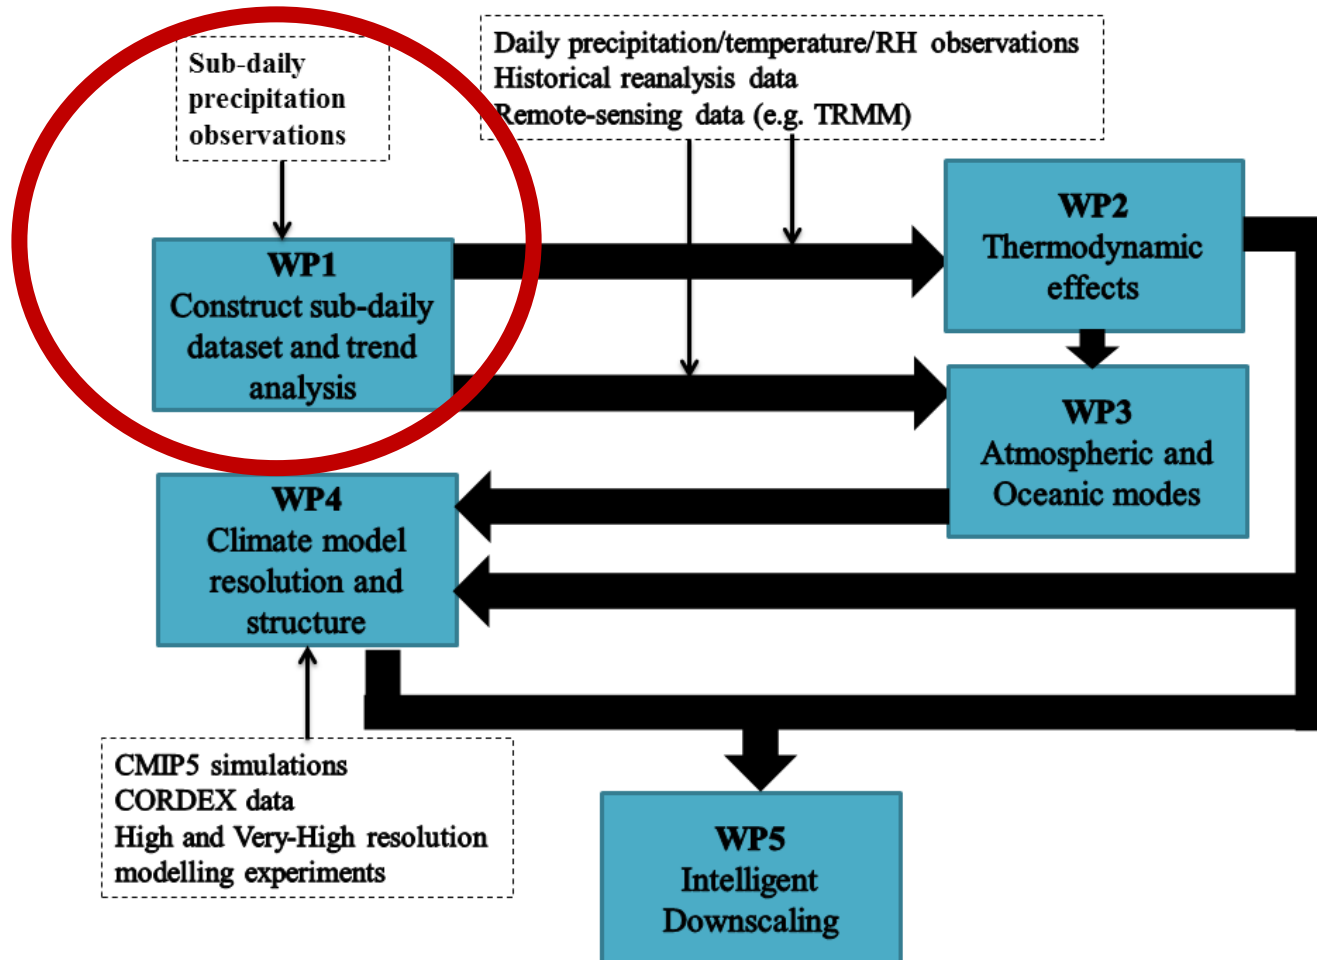 Sub-daily
precipitation
observations
Daily precipitation/temperature/RH observations
Historical reanalysis data
Remote-sensing data (e.g. TRMM)
WP1
Construct sub-daily
dataset and trend
analysis
WP2
Thermodynamic
effects
WP3
Atmospheric and
Oceanic modes
WP4
Climate model
resolution and
structure
CMIP5 simulations
CORDEX data
High and Very-High resolution
modelling experiments
WP5
Intelligent
Downscaling